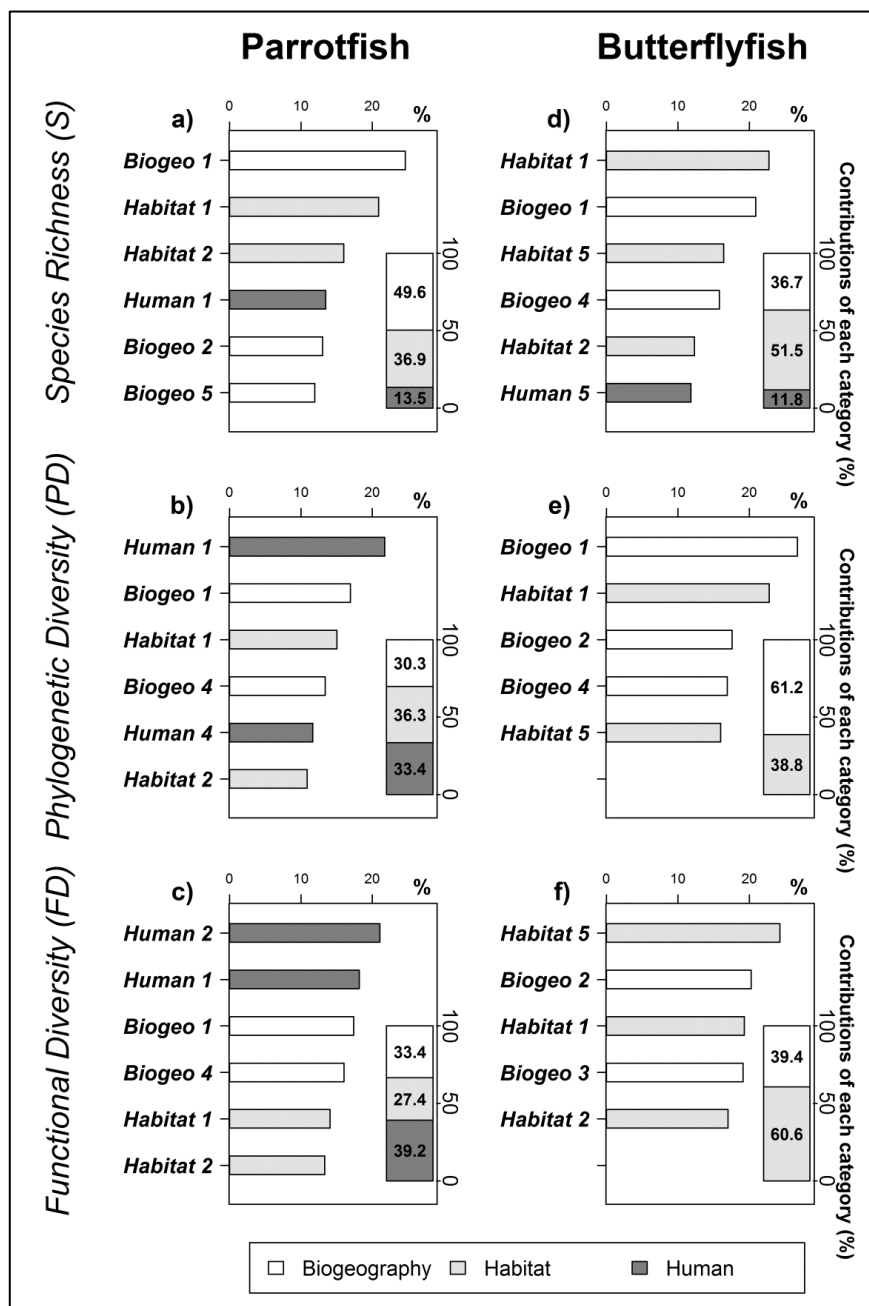 Parrotfish
Butterflyfish
Species Richness (S)
a)
0 20 %
Biogeo 1
Habitat 1
Habitat 2
Human 1
Biogeo 2
Biogeo 5
49.6
36.9
13.5
100
50
0
d)
0 20 %
Habitat 1
Biogeo 1
Habitat 5
Biogeo 4
Habitat 2
Human 5
36.7
51.5
11.8
100
50
0
Contributions of each category (%)
Phylogenetic Diversity (PD)
b)
0 10 20 %
Human 1
Biogeo 1
Habitat 1
Biogeo 4
Human 4
Habitat 2
30.3
36.3
33.4
100
50
0
e)
0 10 20 %
Biogeo 1
Habitat 1
Biogeo 2
Biogeo 4
Habitat 5
61.2
38.8
100
50
0
Contributions of each category (%)
Functional Diversity (FD)
c)
0 10 20 %
Human 2
Human 1
Biogeo 1
Biogeo 4
Habitat 1
Habitat 2
33.4
27.4
39.2
100
50
0
f)
0 10 20 %
Habitat 5
Biogeo 2
Habitat 1
Biogeo 3
Habitat 2
39.4
60.6
100
50
0
Contributions of each category (%)
Biogeography Habitat Human